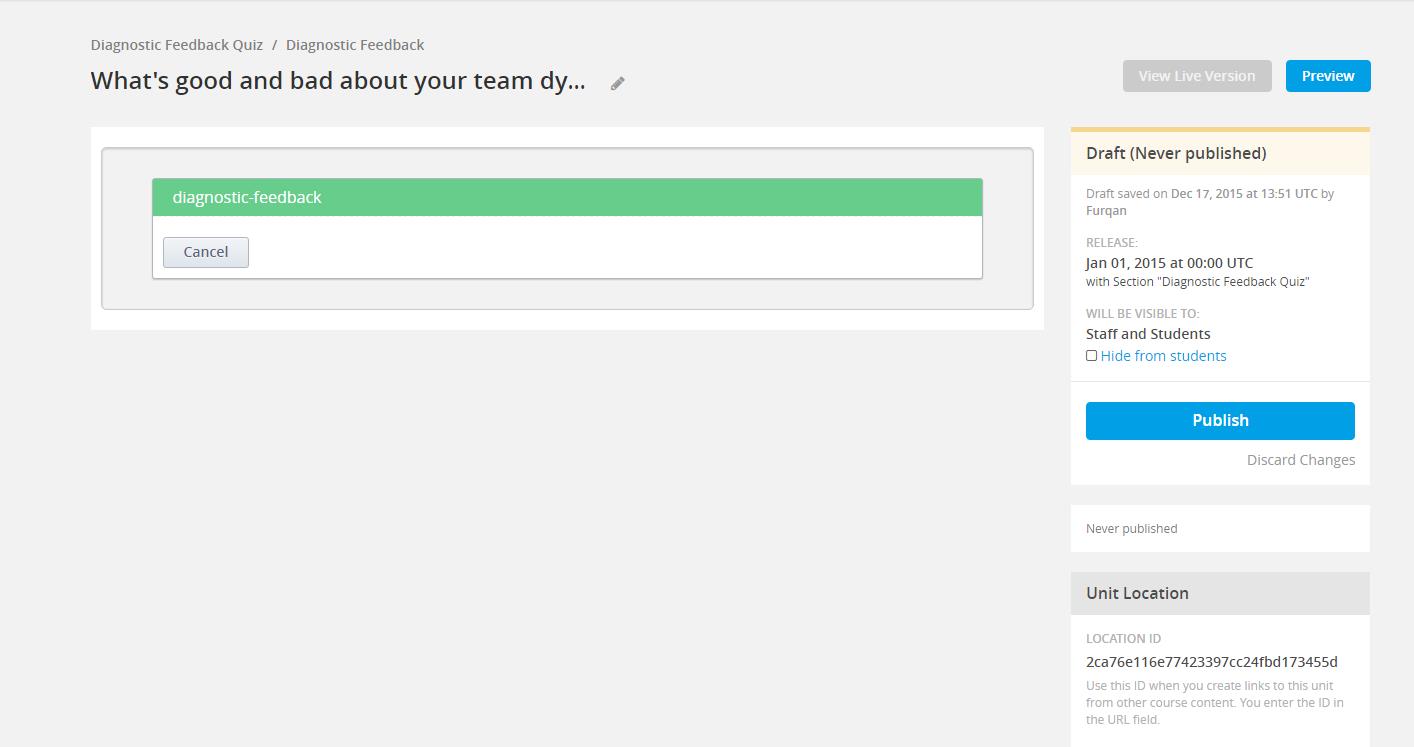 Diagnostic Feedback Quiz / Diagnostic Feedback
What's good and bad about your team dy...
View Live Version
Preview
diagnostic-feedback
Cancel
Draft (Never published)
Draft saved on Dec 17, 2015 at 13:51 UTC by
Furqan
RELEASE:
Jan 01, 2015 at 00:00 UTC
with Section "Diagnostic Feedback Quiz"
WILL BE VISIBLE TO:
Staff and Students
Hide from students
Publish
Discard Changes
Never published
Unit Location
LOCATION ID
2ca76e116e77423397cc24fbd173455d
Use this ID when you create links to this unit
from other course content. You enter the ID in
the URL field.